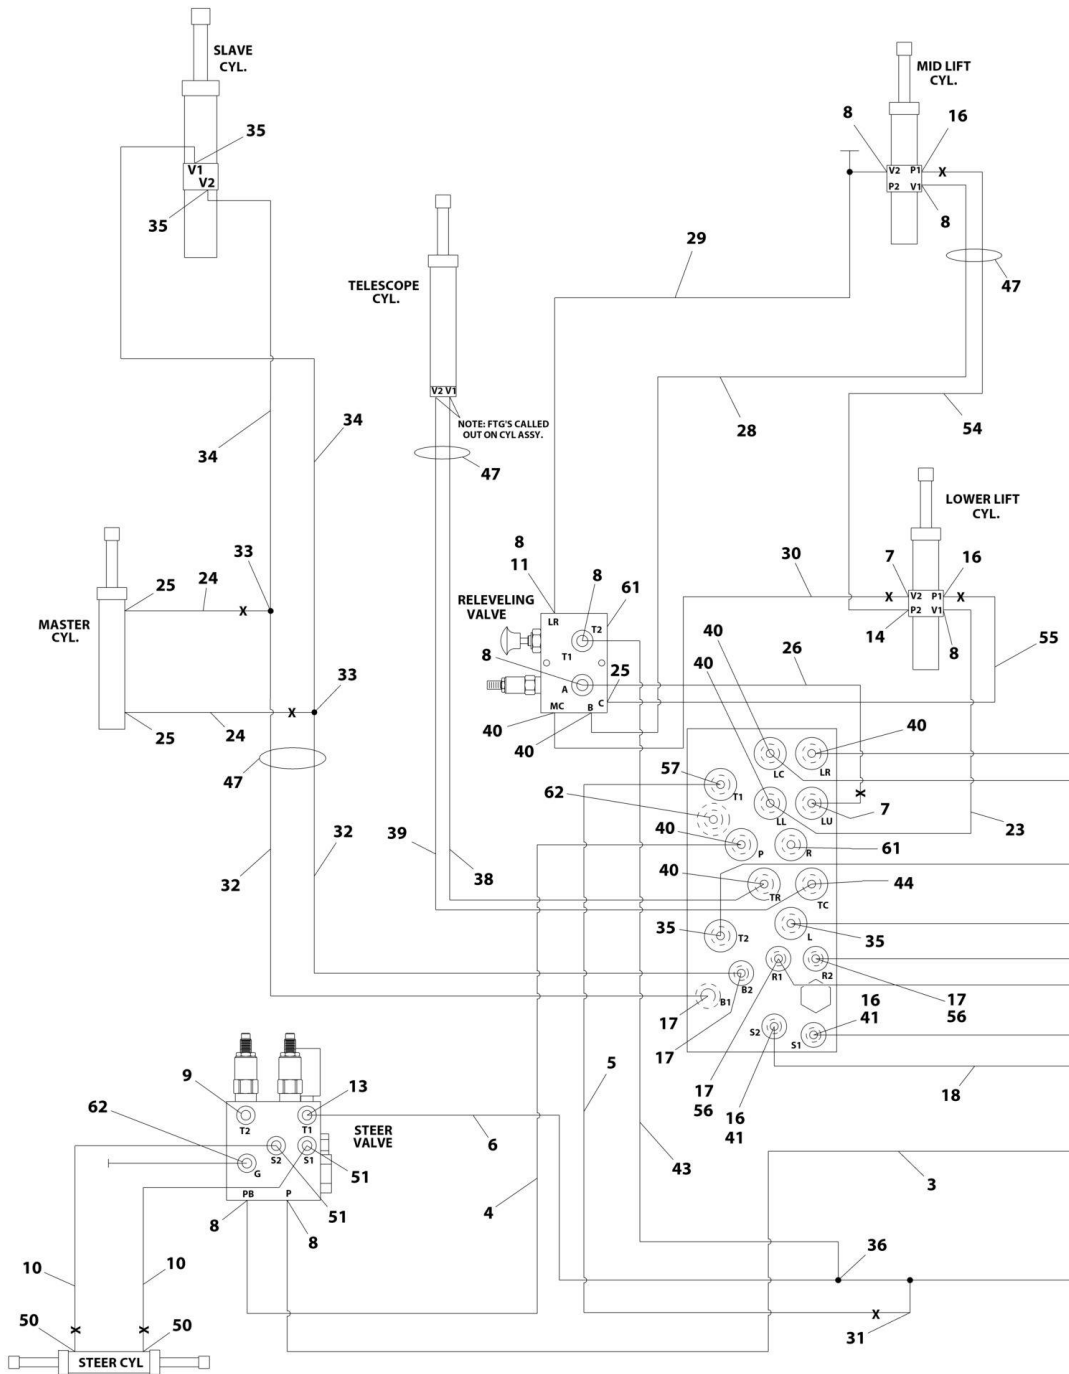 SLAVE
CYL.
MID LIFT
CYL.
8
16
35
V1
V2
V2 P1
P2 V1
35
8
29
47
TELESCOPE
CYL.
V2 V1
NOTE: FTG'S CALLED
OUT ON CYL ASSY.
28
54
34
34
47
LOWER LIFT
CYL.
8
11
8
61
30
7
16
33
25
24
X
RELEVELING
VALVE
LR
T2
T1
X
V2 P1
X
P2 V1
14
8
MASTER
CYL.
40
40
26
55
8
A
25
33
X
MC
B
C
25
24
40
40
40
47
57
LC
LR
62
T1
X
LL
LU
7
23
39
32
40
P
R
61
32
38
40
TR
TC
44
35
T2
L
35
B2
R1
R2
B1
17
16
41
17
56
S2
S1
17
5
17
56
16
41
18
9
13
62
T2
T1
STEER
VALVE
6
S2
S1
G
51
43
3
PB
P
4
51
8
8
10
10
36
X
X
X
31
50
50
STEER CYL